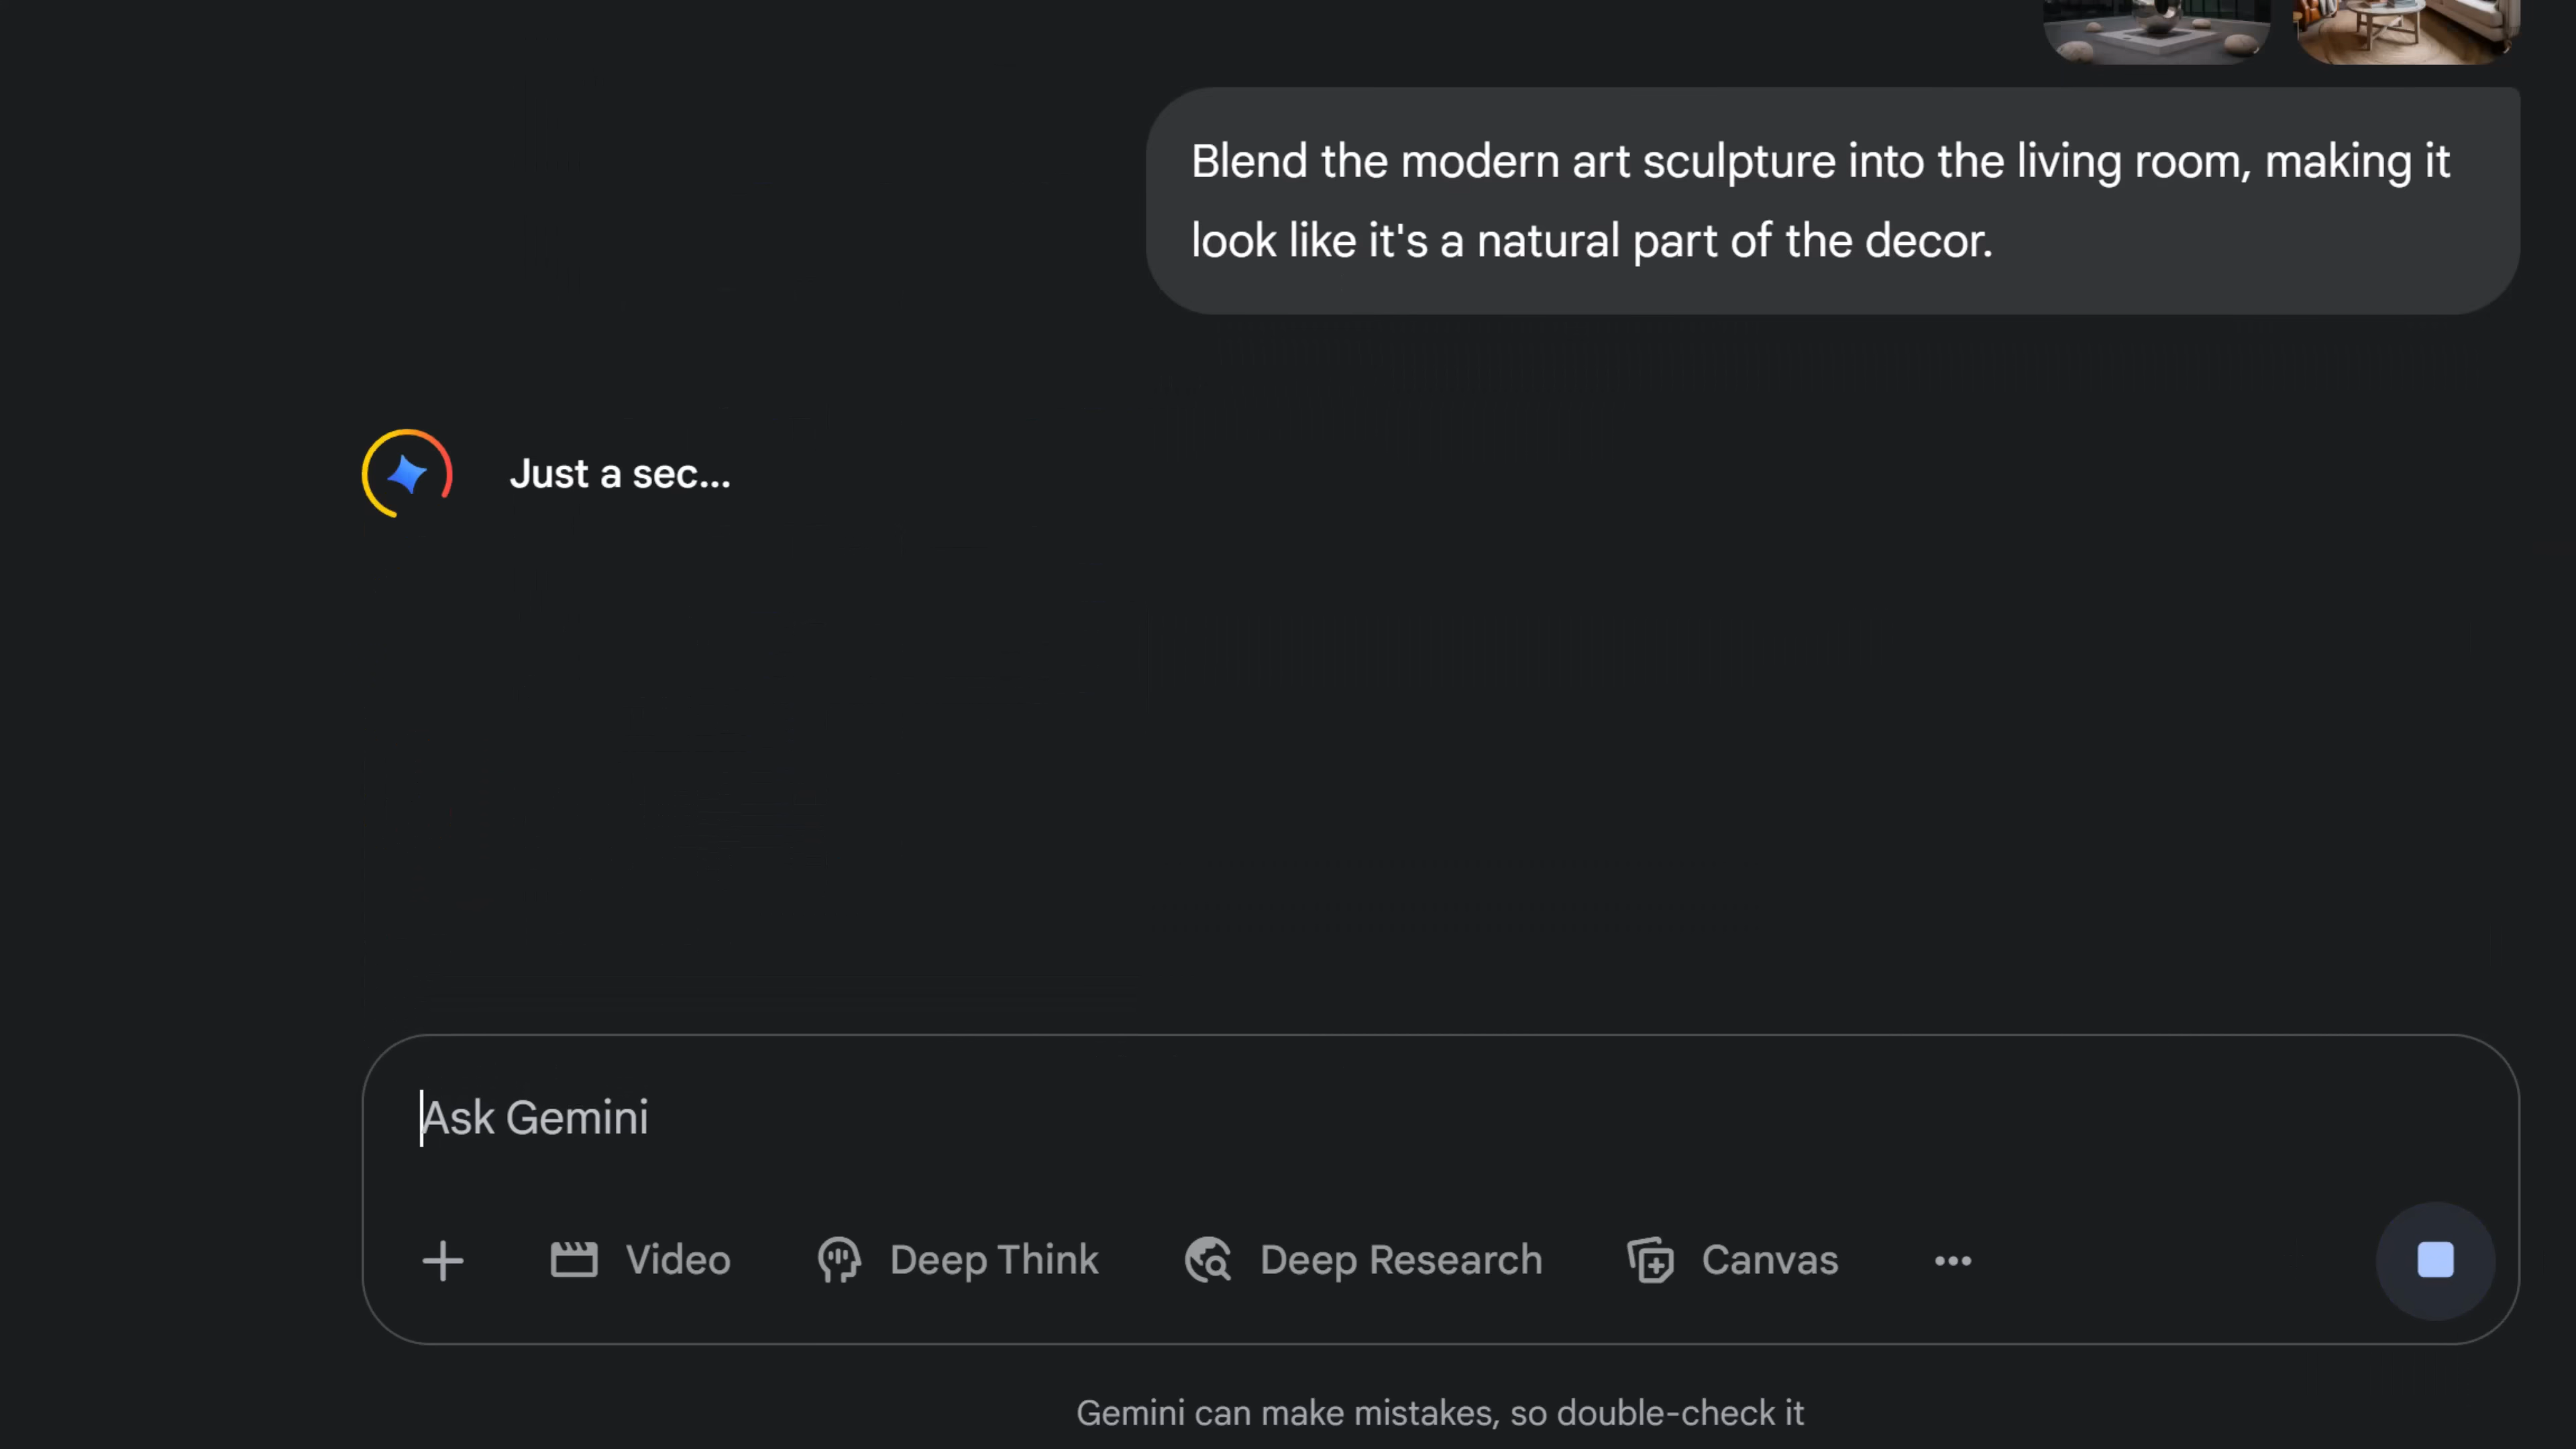 Blend the modern art sculpture into the living room, making it
look like it's a natural part of the decor.
Just a sec...
Ask Gemini
Video
Deep Think
Deep Research
Canvas
Gemini can make mistakes, so double-check it